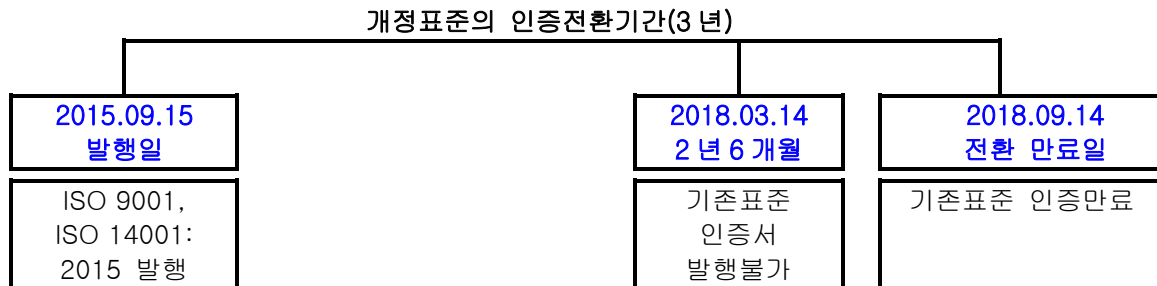 개정표준의 인증전환기간(3년)
2015.09.15
발행일
2018.03.14
2년 6개월
2018.09.14
전환 만료일
ISO 9001,
ISO 14001:
2015 발행
기존표준
인증서
발행불가
기존표준 인증만료